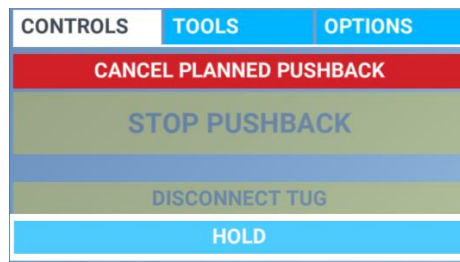 CONTROLS TOOLS OPTIONS
CANCEL PLANNED PUSHBACK
STOP PUSHBACK
DISCONNECT TUG
HOLD